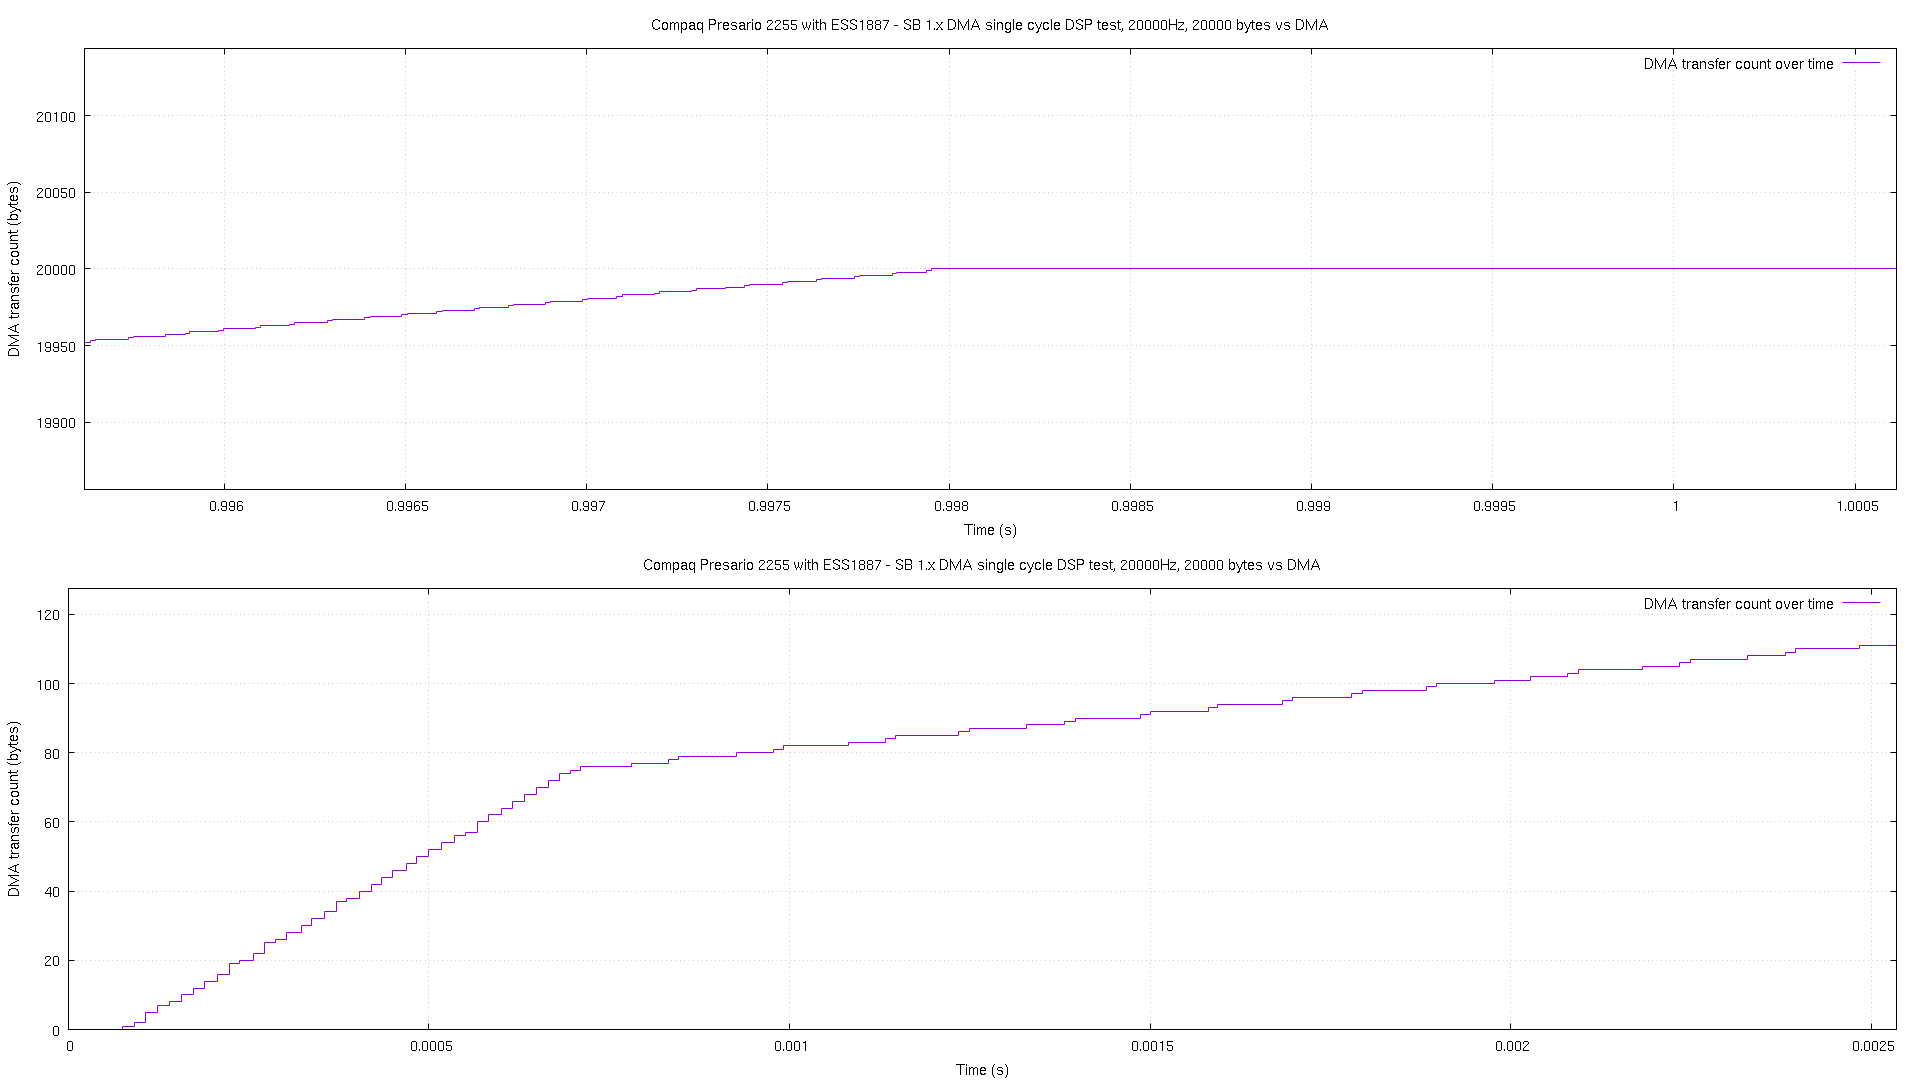 Compaq Presario 2255 with ESS1887 - SB 1.x DMA single cycle DSP test, 20000Hz, 20000 bytes vs DMA
DMA transfer count over time
20100
20050
20000
19950
19900
DMA transfer count (bytes)
0.996 0.9965 0.997 0.9975 0.998 0.9985 0.999 0.9995 1 1.0005
Time (s)
Compaq Presario 2255 with ESS1887 - SB 1.x DMA single cycle DSP test, 20000Hz, 20000 bytes vs DMA
DMA transfer count over time
120
100
80
60
40
20
0
DMA transfer count (bytes)
0 0.0005 0.001 0.0015 0.002 0.0025
Time (s)